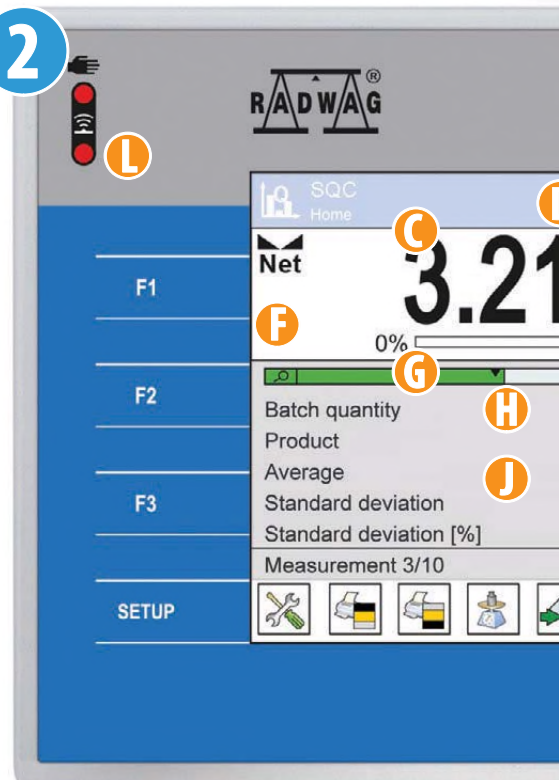 2
RADWAG®
L
SQC
Home
C
Net
3.21
F1
F
0%
G
F2
Batch quantity
H
Product
Average
J
F3
Standard deviation
Standard deviation [%]
Measurement 3/10
SETUP